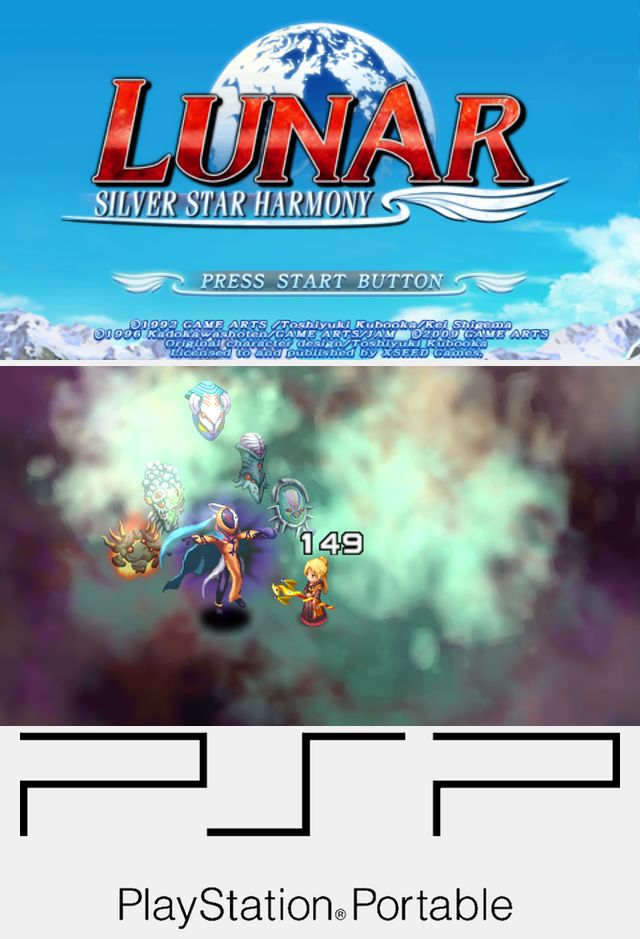 LUNAR
SILVER STAR HARMONY
PRESS START BUTTON
©1992 GAME ARTS /Toshiyuki Kubooka/Kei Shigema
©1996 Kadokawashoten/GAME ARTS/JAM ©2009 GAME ARTS
Original character design/Toshiyuki Kubooka
Licensed to and published by XSEED Games.
149
PSP
PlayStation®Portable